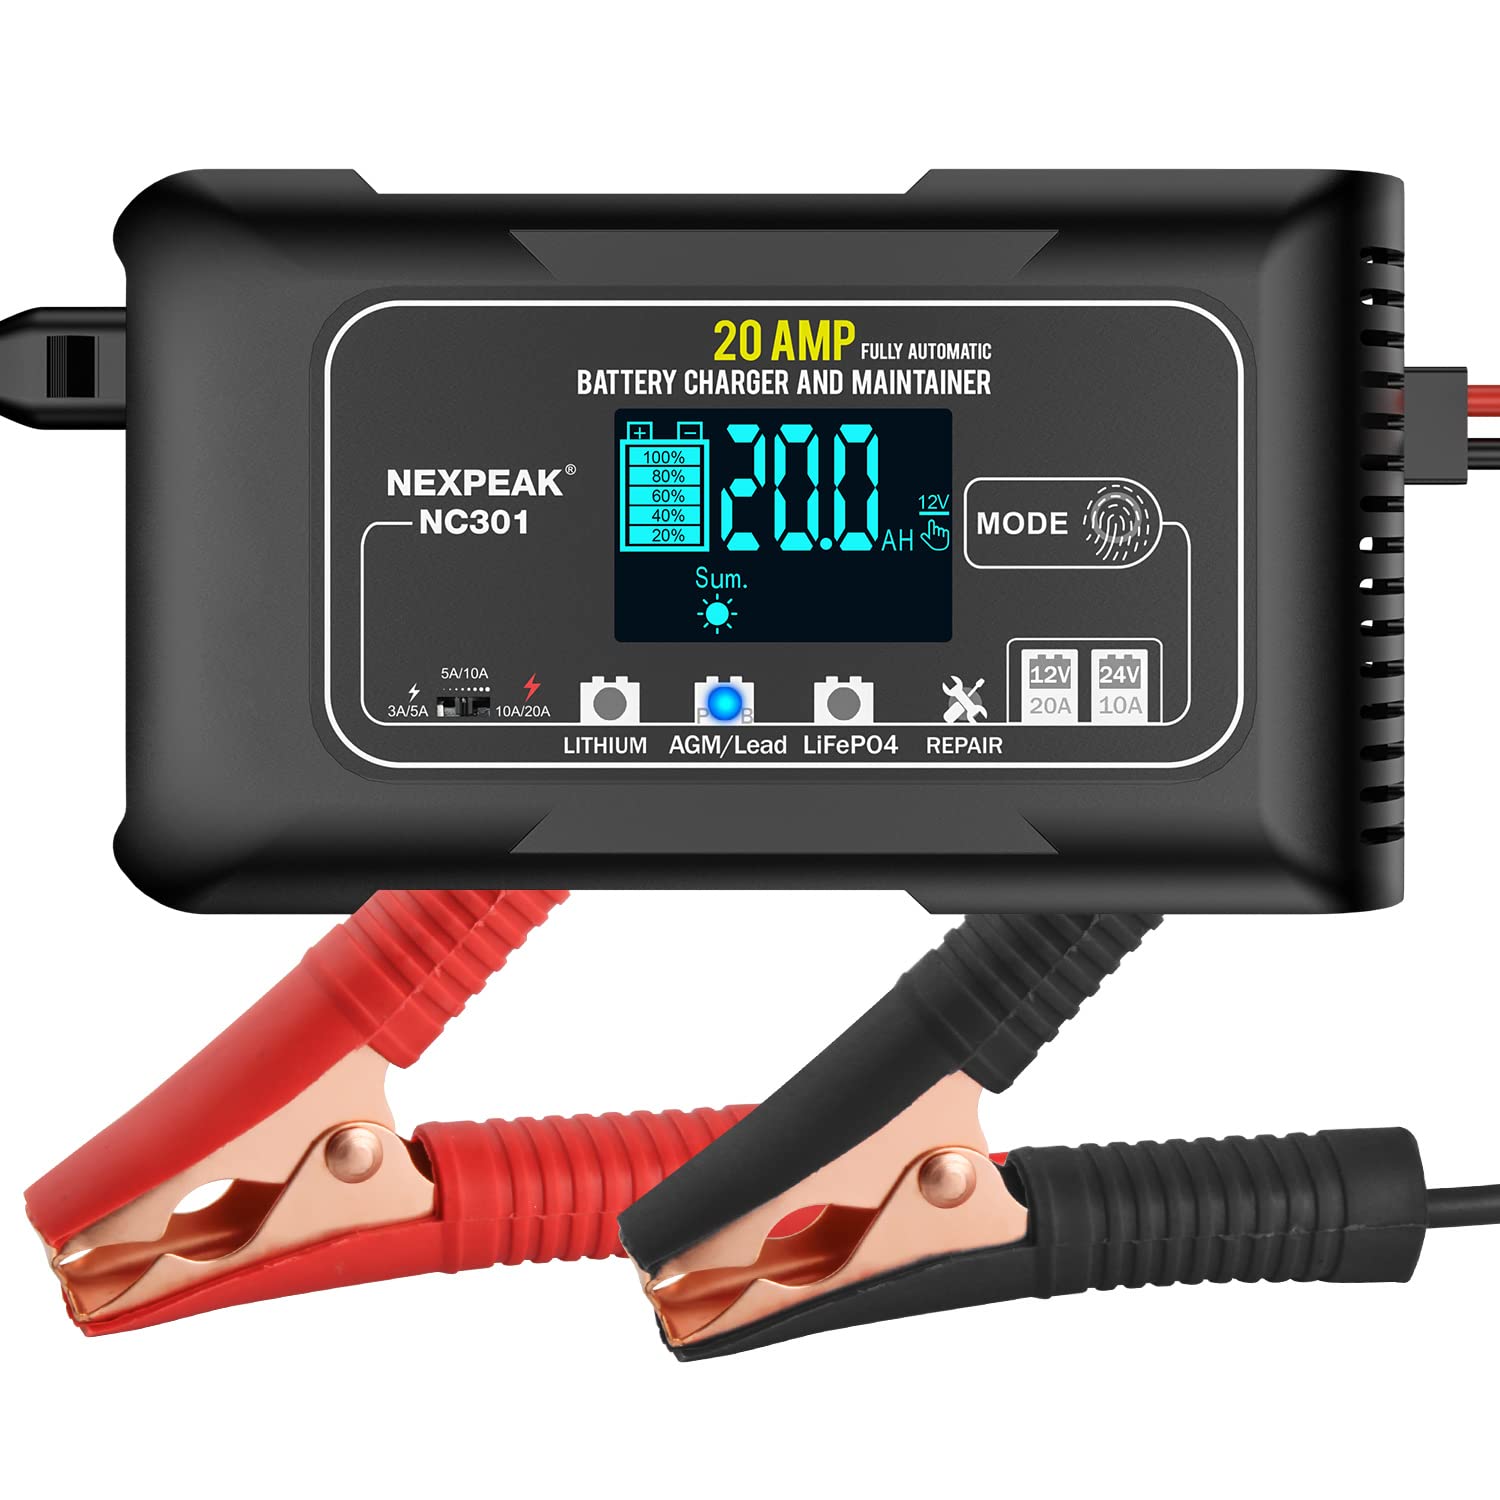 20 AMP FULLY AUTOMATIC
BATTERY CHARGER AND MAINTAINER
NEXPEAK®
NC301
+ −
100%
80%
60%
40%
20%
20.0 AH
12V
Sum.
MODE
5A/10A
3A/5A
10A/20A
P B
LITHIUM
AGM/Lead
LiFePO4
REPAIR
12V
20A
24V
10A